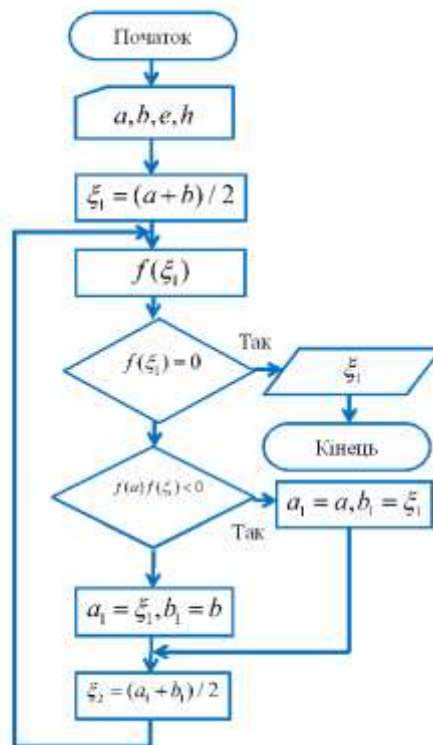 Початок
a, b, e, h
ξ₁ = (a + b) / 2
f(ξ₁)
f(ξ₁) = 0
Так
ξ₁
Кінець
f(a) f(ξ₁) < 0
Так
a₁ = a, b₁ = ξ₁
a₁ = ξ₁, b₁ = b
ξ₂ = (a₁ + b₁) / 2